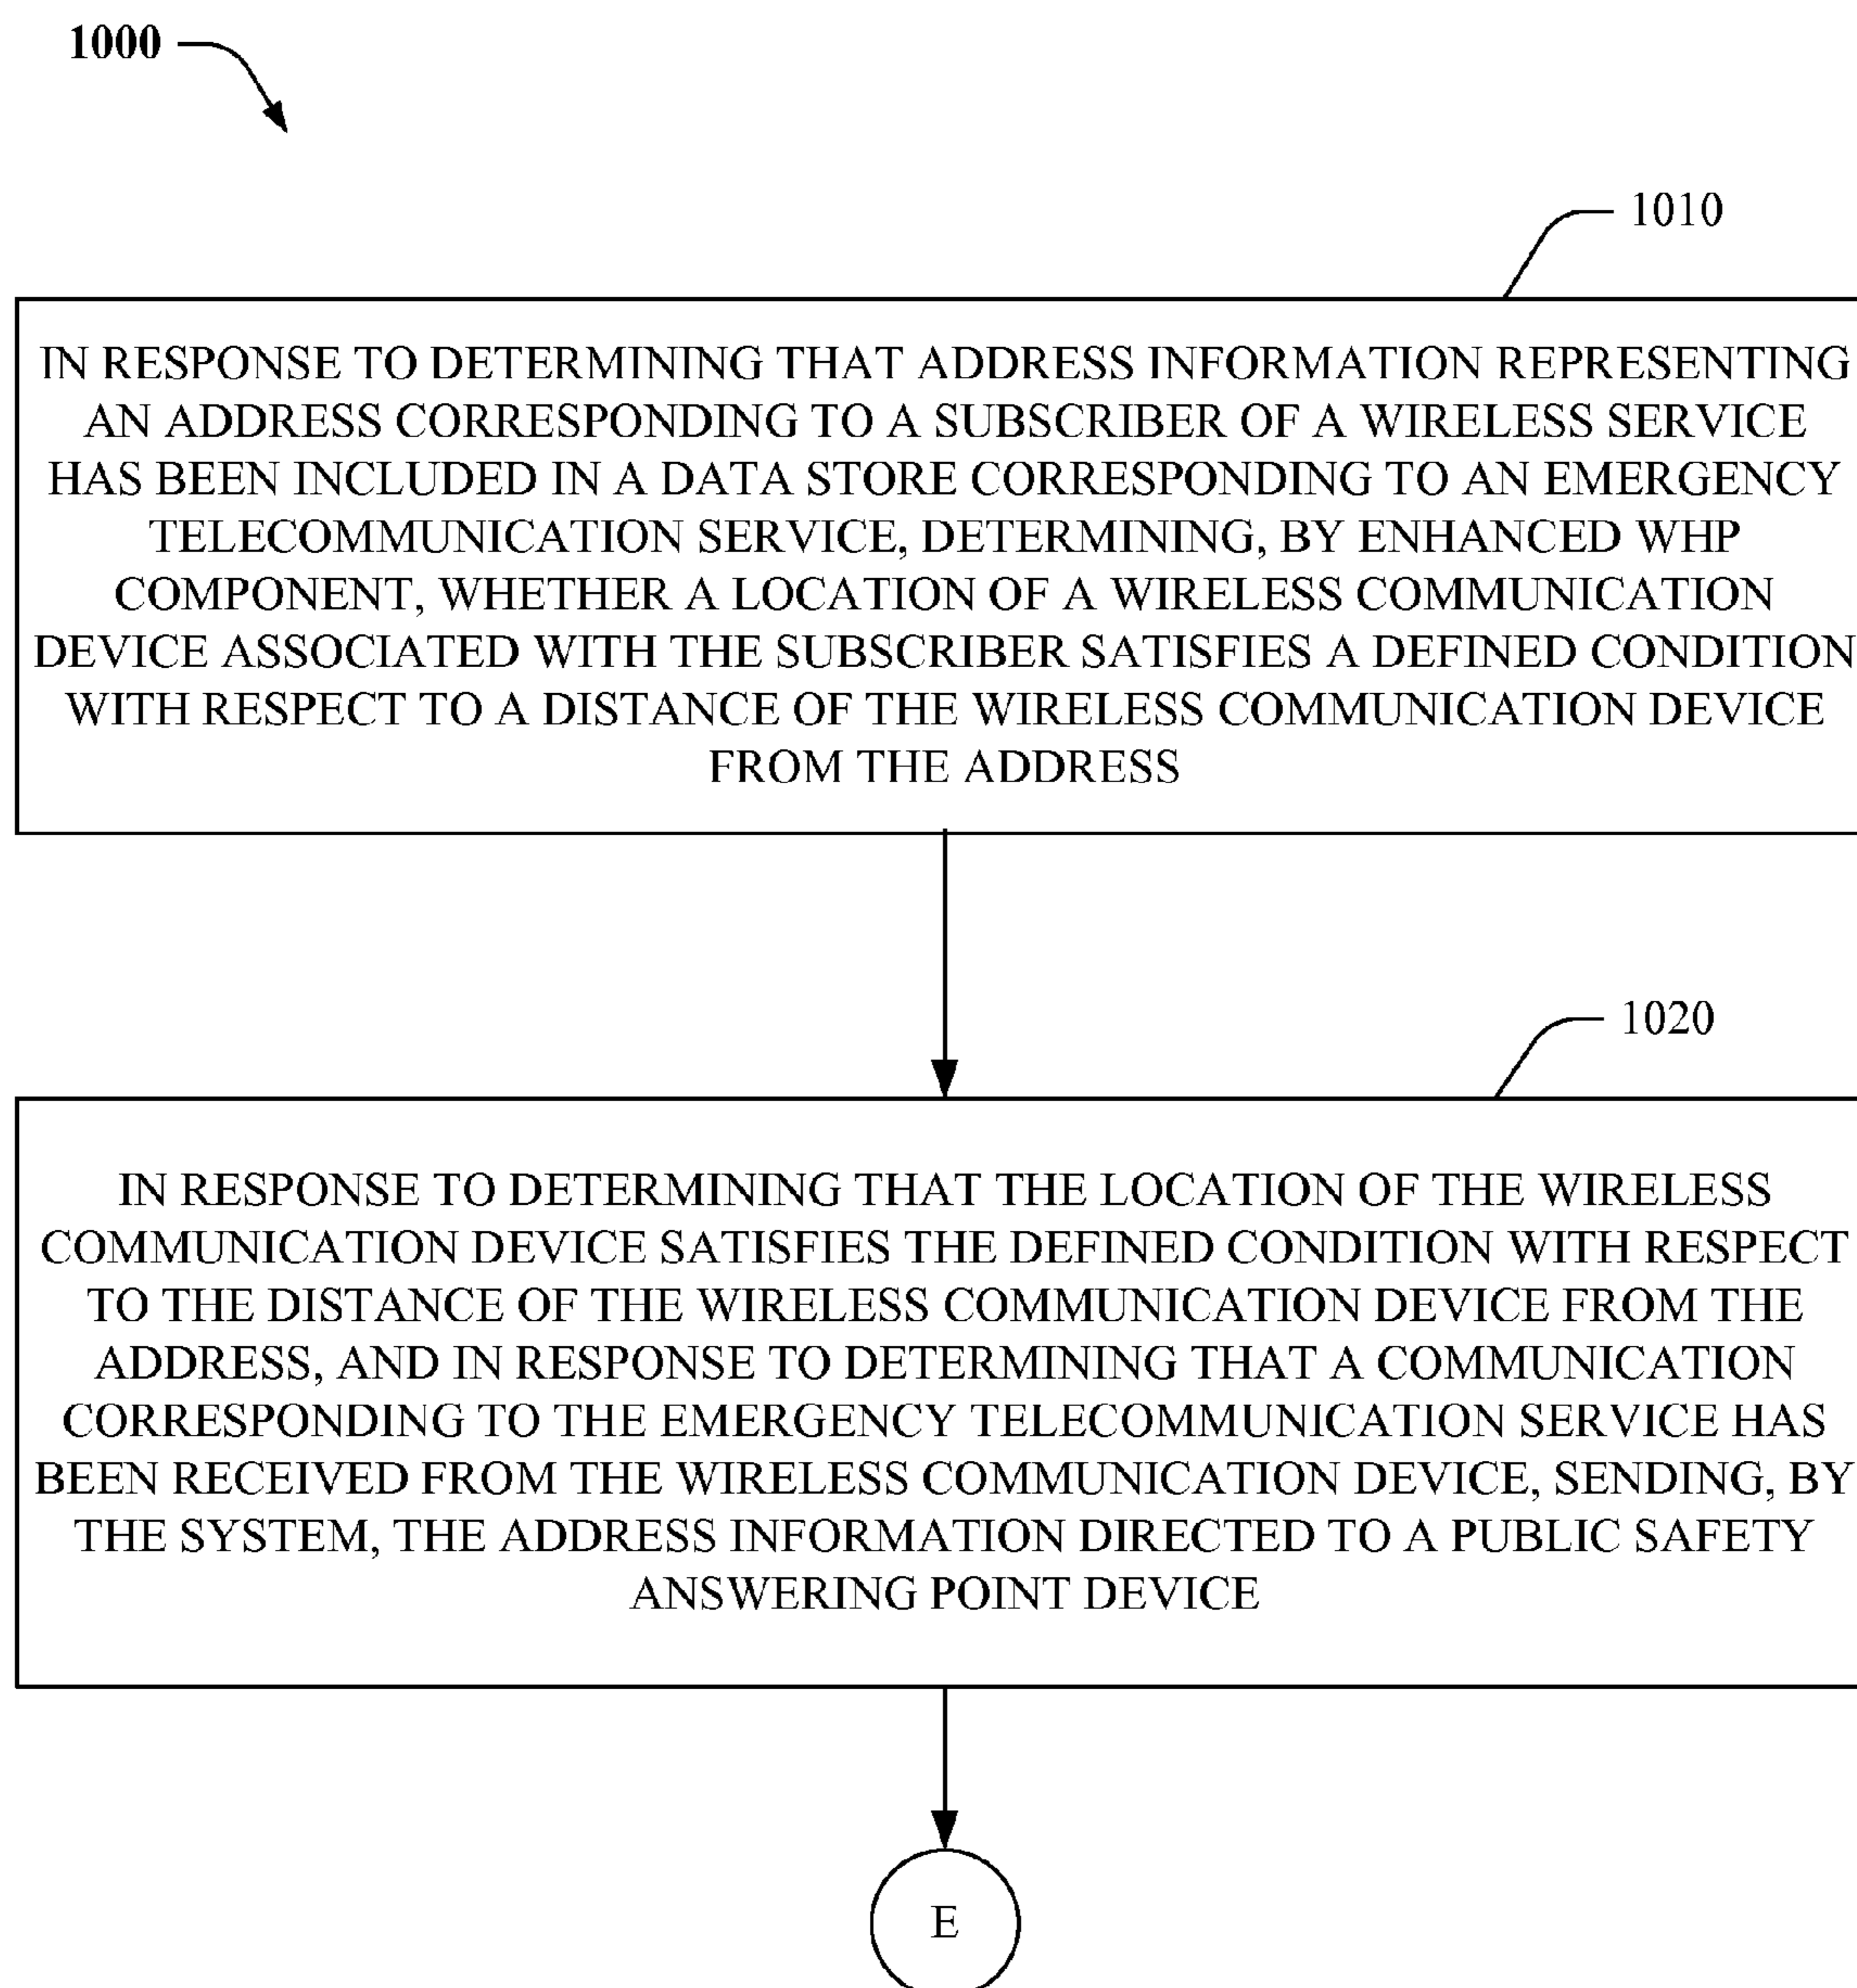 1000
1010
IN RESPONSE TO DETERMINING THAT ADDRESS INFORMATION REPRESENTING
AN ADDRESS CORRESPONDING TO A SUBSCRIBER OF A WIRELESS SERVICE
HAS BEEN INCLUDED IN A DATA STORE CORRESPONDING TO AN EMERGENCY
TELECOMMUNICATION SERVICE, DETERMINING, BY ENHANCED WHP
COMPONENT, WHETHER A LOCATION OF A WIRELESS COMMUNICATION
DEVICE ASSOCIATED WITH THE SUBSCRIBER SATISFIES A DEFINED CONDITION
WITH RESPECT TO A DISTANCE OF THE WIRELESS COMMUNICATION DEVICE
FROM THE ADDRESS
1020
IN RESPONSE TO DETERMINING THAT THE LOCATION OF THE WIRELESS
COMMUNICATION DEVICE SATISFIES THE DEFINED CONDITION WITH RESPECT
TO THE DISTANCE OF THE WIRELESS COMMUNICATION DEVICE FROM THE
ADDRESS, AND IN RESPONSE TO DETERMINING THAT A COMMUNICATION
CORRESPONDING TO THE EMERGENCY TELECOMMUNICATION SERVICE HAS
BEEN RECEIVED FROM THE WIRELESS COMMUNICATION DEVICE, SENDING, BY
THE SYSTEM, THE ADDRESS INFORMATION DIRECTED TO A PUBLIC SAFETY
ANSWERING POINT DEVICE
E